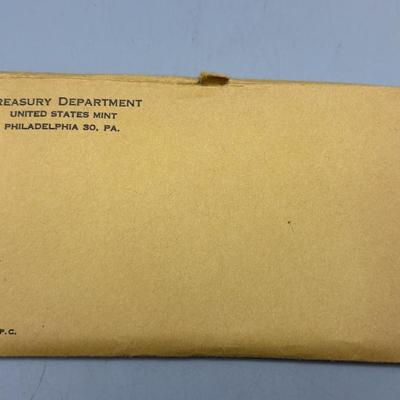 REASURY DEPARTMENT
UNITED STATES MINT
PHILADELPHIA 30, PA.
P.C.